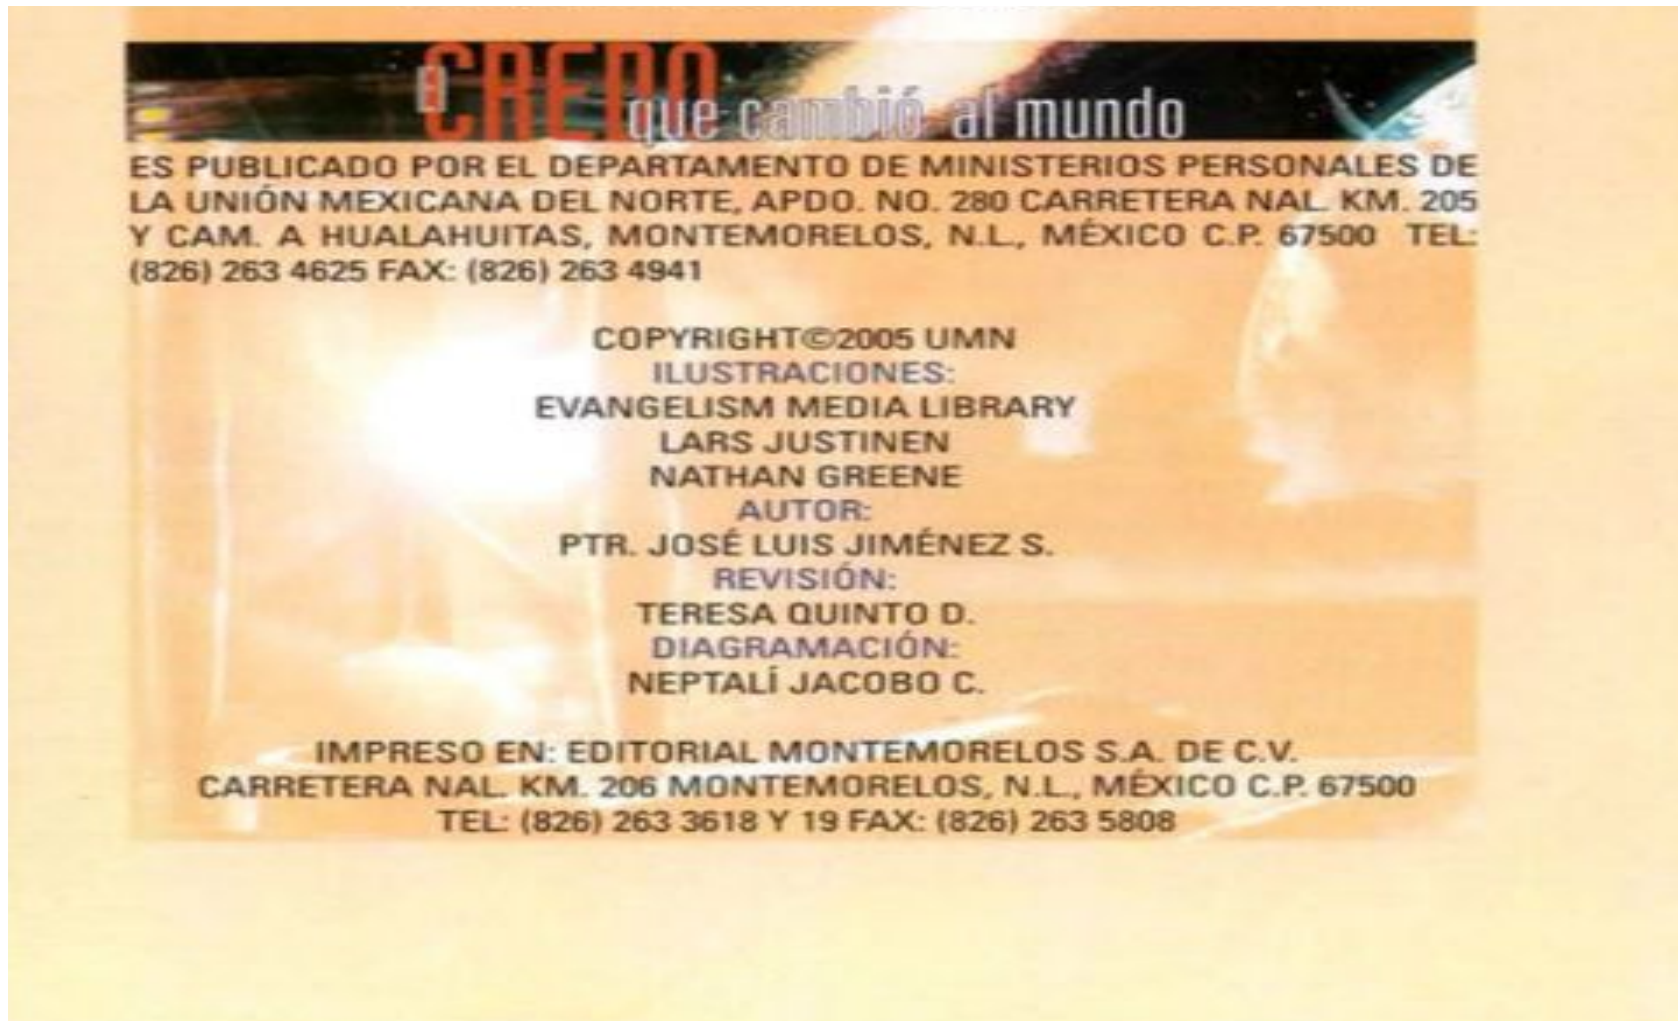 El CREDO
que cambió al mundo
ES PUBLICADO POR EL DEPARTAMENTO DE MINISTERIOS PERSONALES DE
LA UNIÓN MEXICANA DEL NORTE, APDO. NO. 280 CARRETERA NAL. KM. 205
Y CAM. A HUALAHUITAS, MONTEMORELOS, N.L., MÉXICO C.P. 67500 TEL:
(826) 263 4625 FAX: (826) 263 4941
COPYRIGHT©2005 UMN
ILUSTRACIONES:
EVANGELISM MEDIA LIBRARY
LARS JUSTINEN
NATHAN GREENE
AUTOR:
PTR. JOSÉ LUIS JIMÉNEZ S.
REVISIÓN:
TERESA QUINTO D.
DIAGRAMACIÓN:
NEPTALÍ JACOBO C.
IMPRESO EN: EDITORIAL MONTEMORELOS S.A. DE C.V.
CARRETERA NAL. KM. 206 MONTEMORELOS, N.L., MÉXICO C.P. 67500
TEL: (826) 263 3618 Y 19 FAX: (826) 263 5808